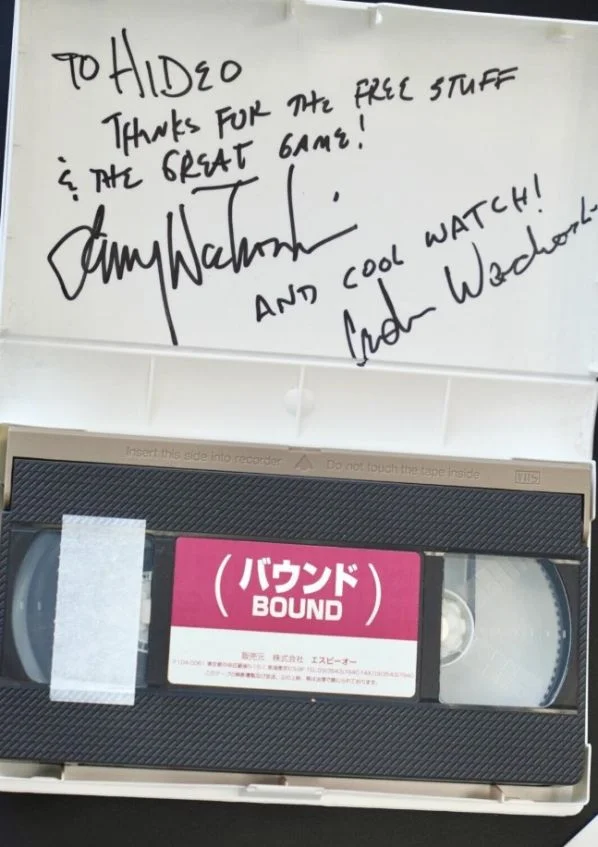 TO HIDEO
THANKS FOR THE FREE STUFF
& THE GREAT GAME!
AND COOL WATCH!
Insert this side into recorder
Do not touch the tape inside
VHS
(バウンド)
BOUND
販売元 株式会社 エスピーオー